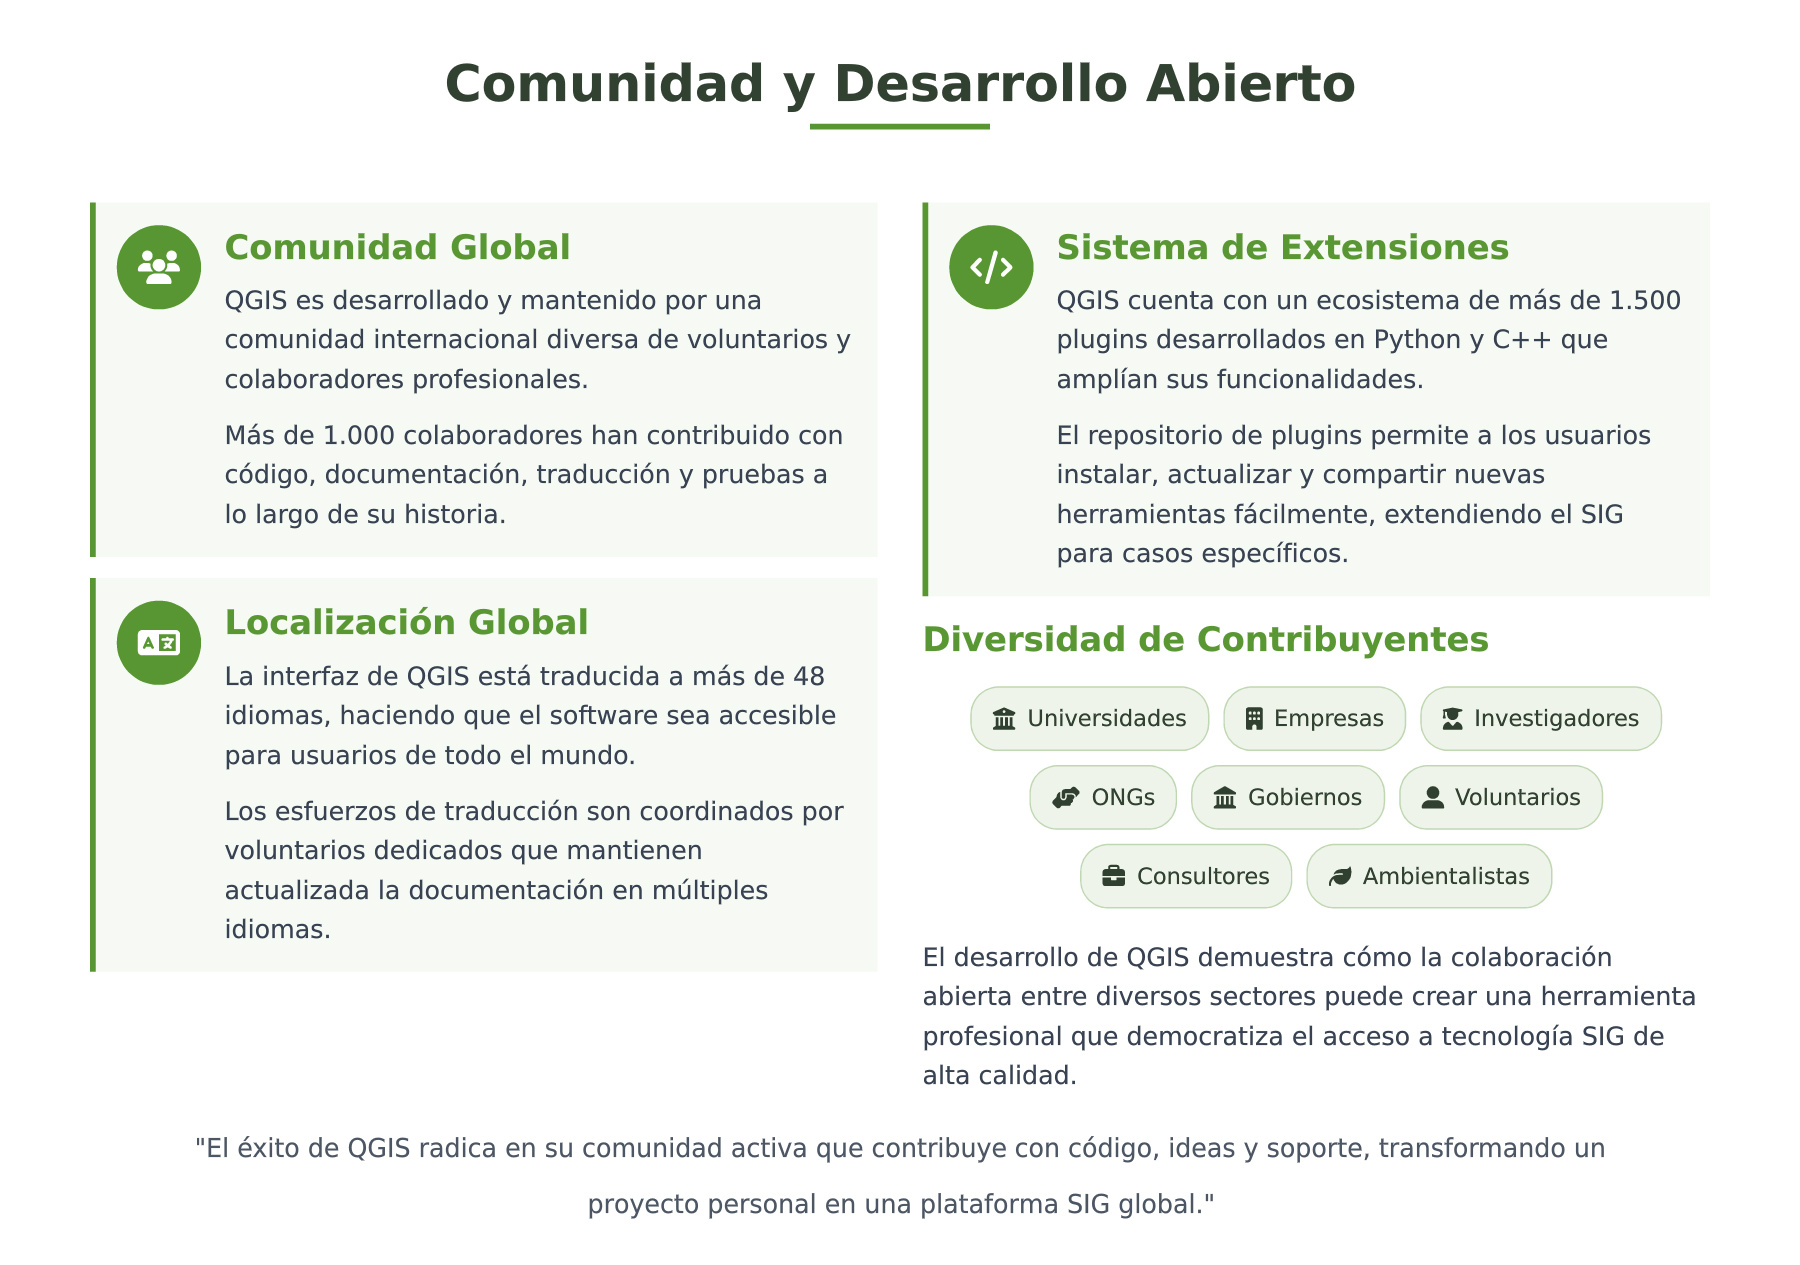 Comunidad y Desarrollo Abierto
Comunidad Global
QGIS es desarrollado y mantenido por una
comunidad internacional diversa de voluntarios y
colaboradores profesionales.
Más de 1.000 colaboradores han contribuido con
código, documentación, traducción y pruebas a
lo largo de su historia.
Localización Global
La interfaz de QGIS está traducida a más de 48
idiomas, haciendo que el software sea accesible
para usuarios de todo el mundo.
Los esfuerzos de traducción son coordinados por
voluntarios dedicados que mantienen
actualizada la documentación en múltiples
idiomas.
Sistema de Extensiones
QGIS cuenta con un ecosistema de más de 1.500
plugins desarrollados en Python y C++ que
amplían sus funcionalidades.
El repositorio de plugins permite a los usuarios
instalar, actualizar y compartir nuevas
herramientas fácilmente, extendiendo el SIG
para casos específicos.
Diversidad de Contribuyentes
Universidades Empresas Investigadores
ONGs Gobiernos Voluntarios
Consultores Ambientalistas
El desarrollo de QGIS demuestra cómo la colaboración
abierta entre diversos sectores puede crear una herramienta
profesional que democratiza el acceso a tecnología SIG de
alta calidad.
"El éxito de QGIS radica en su comunidad activa que contribuye con código, ideas y soporte, transformando un
proyecto personal en una plataforma SIG global."